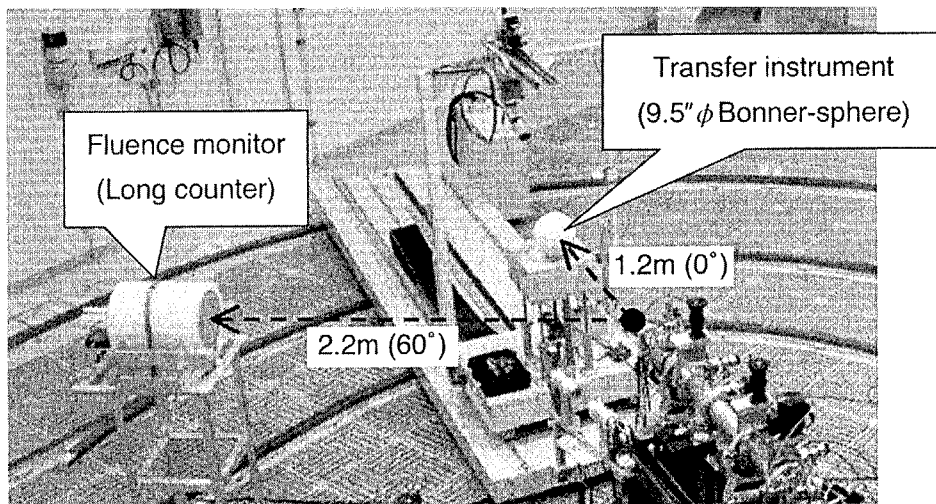 Transfer instrument
(9.5″ φ Bonner-sphere)
Fluence monitor
(Long counter)
1.2m (0˚)
2.2m (60˚)